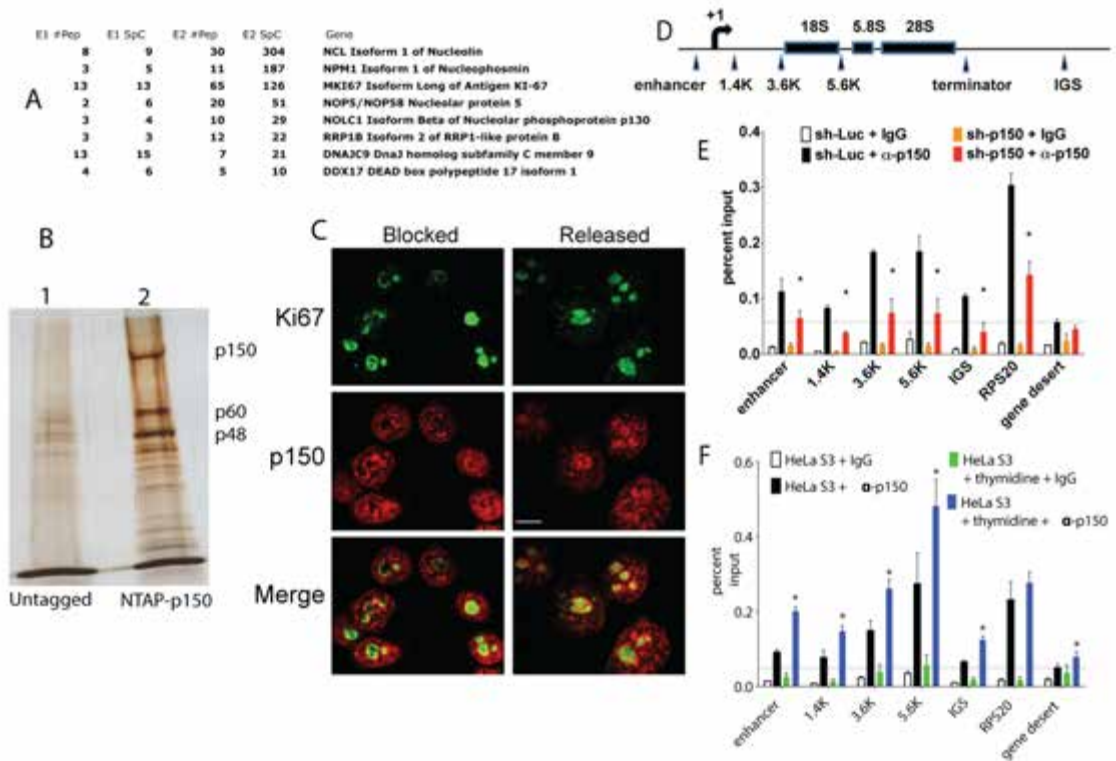 A
E1 #Pep E1 SpC E2 #Pep E2 SpC Gene
8 9 30 304 NCL Isoform 1 of Nucleolin
3 5 11 187 NPM1 Isoform 1 of Nucleophosmin
13 13 65 126 MKI67 Isoform Long of Antigen KI-67
2 6 20 51 NOP5/NOP58 Nucleolar protein 5
3 4 10 29 NOLC1 Isoform Beta of Nucleolar phosphoprotein p130
3 3 12 22 RRP1B Isoform 2 of RRP1-like protein B
13 15 7 21 DNAJC9 DnaJ homolog subfamily C member 9
4 6 5 10 DDX17 DEAD box polypeptide 17 isoform 1
B
1 2
p150
p60
p48
Untagged NTAP-p150
C
Blocked Released
Ki67
p150
Merge
D
+1 18S 5.8S 28S
enhancer 1.4K 3.6K 5.6K terminator IGS
E
sh-Luc + IgG sh-p150 + IgG
sh-Luc + α-p150 sh-p150 + α-p150
percent input
0.4
0.3
0.2
0.1
0.0
* * * * * *
enhancer 1.4K 3.6K 5.6K IGS RPS20 gene desert
F
HeLa S3 + IgG
HeLa S3 + α-p150
HeLa S3
+ thymidine + IgG
HeLa S3
+ thymidine + α-p150
percent
input
0.6
0.4
0.2
0.0
* * * * * *
enhancer 1.4K 3.6K 5.6K IGS RPS20 gene desert